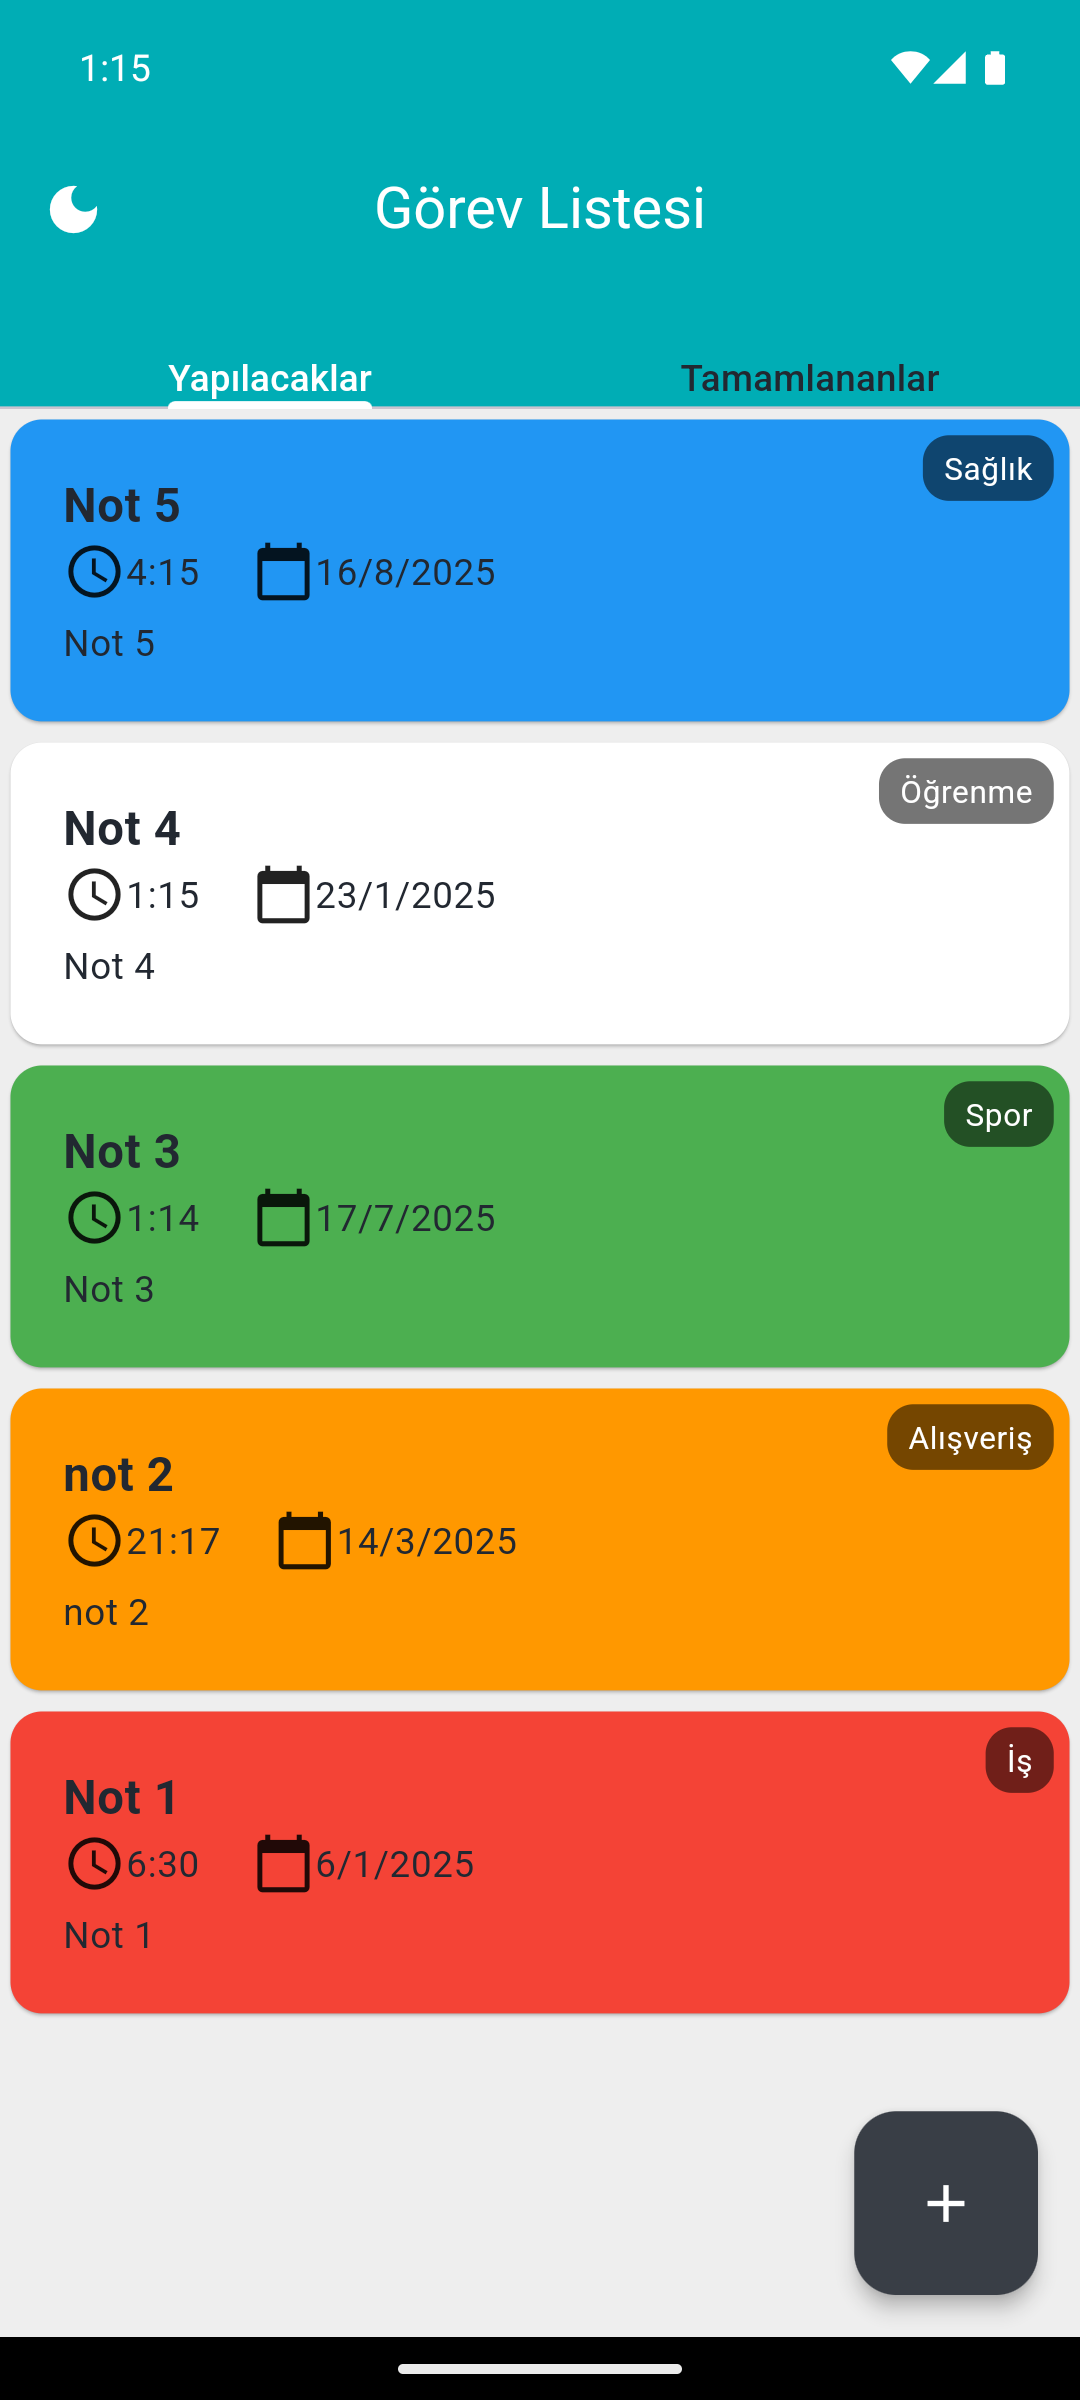 1:15
Görev Listesi
Yapılacaklar
Tamamlananlar
Sağlık
Not 5
4:15 16/8/2025
Not 5
Öğrenme
Not 4
1:15 23/1/2025
Not 4
Spor
Not 3
1:14 17/7/2025
Not 3
Alışveriş
not 2
21:17 14/3/2025
not 2
İş
Not 1
6:30 6/1/2025
Not 1